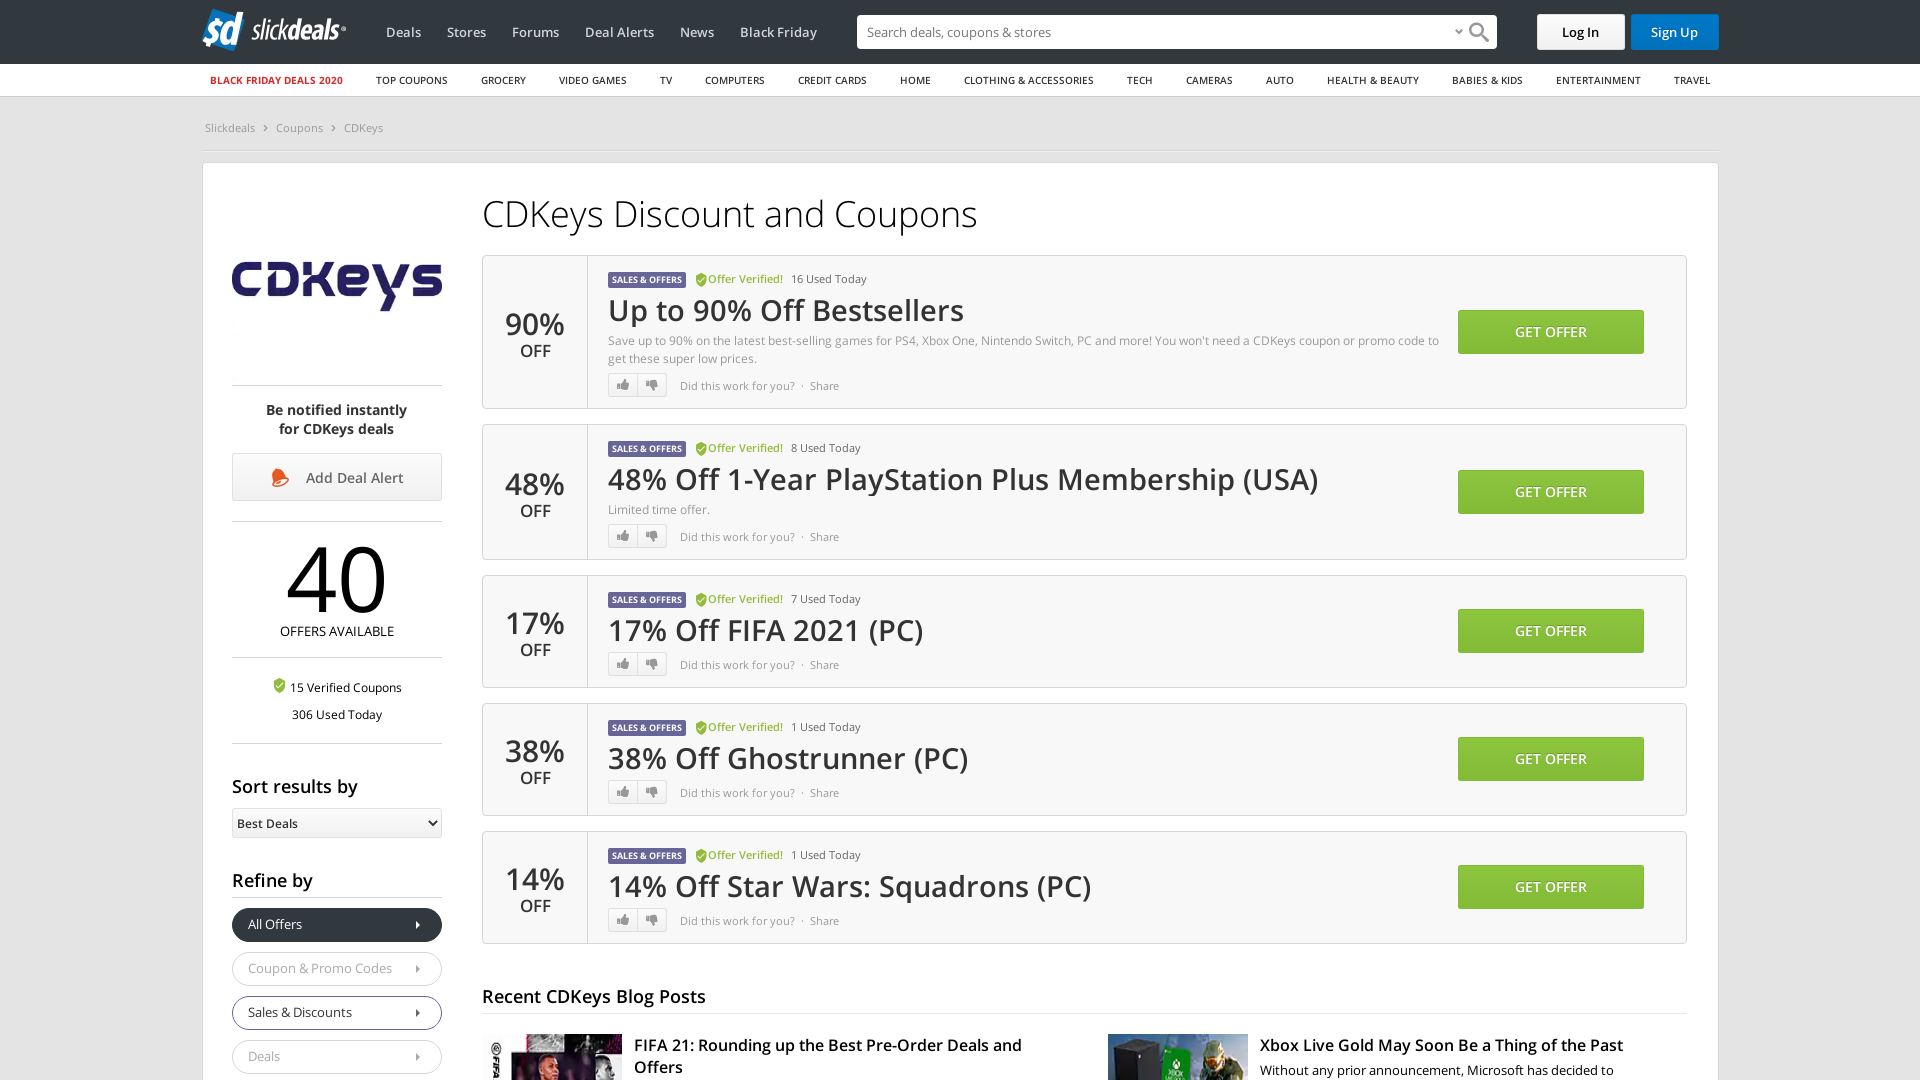 sd slickdeals
Deals
Stores
Forums
Deal Alerts
News
Black Friday
Search deals, coupons & stores
Log In
Sign Up
BLACK FRIDAY DEALS 2020
TOP COUPONS
GROCERY
VIDEO GAMES
TV
COMPUTERS
CREDIT CARDS
HOME
CLOTHING & ACCESSORIES
TECH
CAMERAS
AUTO
HEALTH & BEAUTY
BABIES & KIDS
ENTERTAINMENT
TRAVEL
Slickdeals > Coupons > CDKeys
CDKeys
Be notified instantly
for CDKeys deals
Add Deal Alert
40
OFFERS AVAILABLE
15 Verified Coupons
306 Used Today
Sort results by
Best Deals
Refine by
All Offers
Coupon & Promo Codes
Sales & Discounts
Deals
CDKeys Discount and Coupons
90%
OFF
SALES & OFFERS Offer Verified! 16 Used Today
Up to 90% Off Bestsellers
Save up to 90% on the latest best-selling games for PS4, Xbox One, Nintendo Switch, PC and more! You won't need a CDKeys coupon or promo code to
get these super low prices.
Did this work for you? · Share
GET OFFER
48%
OFF
SALES & OFFERS Offer Verified! 8 Used Today
48% Off 1-Year PlayStation Plus Membership (USA)
Limited time offer.
Did this work for you? · Share
GET OFFER
17%
OFF
SALES & OFFERS Offer Verified! 7 Used Today
17% Off FIFA 2021 (PC)
Did this work for you? · Share
GET OFFER
38%
OFF
SALES & OFFERS Offer Verified! 1 Used Today
38% Off Ghostrunner (PC)
Did this work for you? · Share
GET OFFER
14%
OFF
SALES & OFFERS Offer Verified! 1 Used Today
14% Off Star Wars: Squadrons (PC)
Did this work for you? · Share
GET OFFER
Recent CDKeys Blog Posts
FIFA
FIFA 21: Rounding up the Best Pre-Order Deals and
Offers
XBOX
Xbox Live Gold May Soon Be a Thing of the Past
Without any prior announcement, Microsoft has decided to